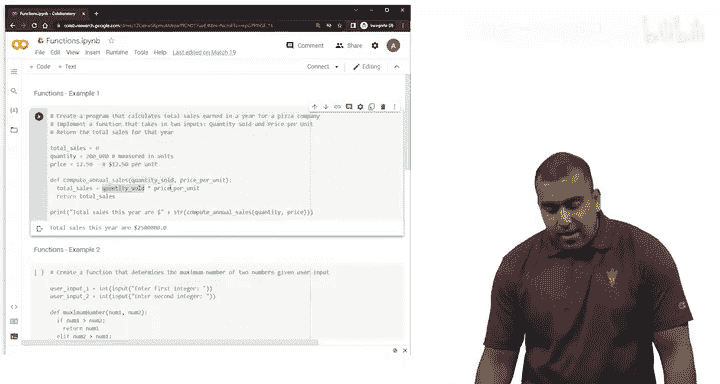 Functions.ipynb - Colaboratory
Incognito (2)
Functions.ipynb
File Edit View Insert Runtime Tools Help Last edited on March 19
Comment Share A
+ Code + Text Connect Editing
Functions - Example 1
# Create a program that calculates total sales earned in a year for a pizza company
# Implement a function that takes in two inputs: Quantity Sold and Price per Unit
# Return the total sales for that year
total_sales = 0
quantity = 200_000 # measured in units
price = 12.50 # $12.50 per unit
def compute_annual_sales(quantity_sold, price_per_unit):
total_sales = quantity_sold * price_per_unit
return total_sales
print("Total sales this year are $" + str(compute_annual_sales(quantity, price)))
Total sales this year are $2500000.0
Functions - Example 2
# Create a function that determines the maximum number of two numbers given user input
user_input_1 = int(input("Enter first integer: "))
user_input_2 = int(input("Enter second integer: "))
def maximumNumber(num1, num2):
if num1 > num2:
return num1
elif num2 > num1: